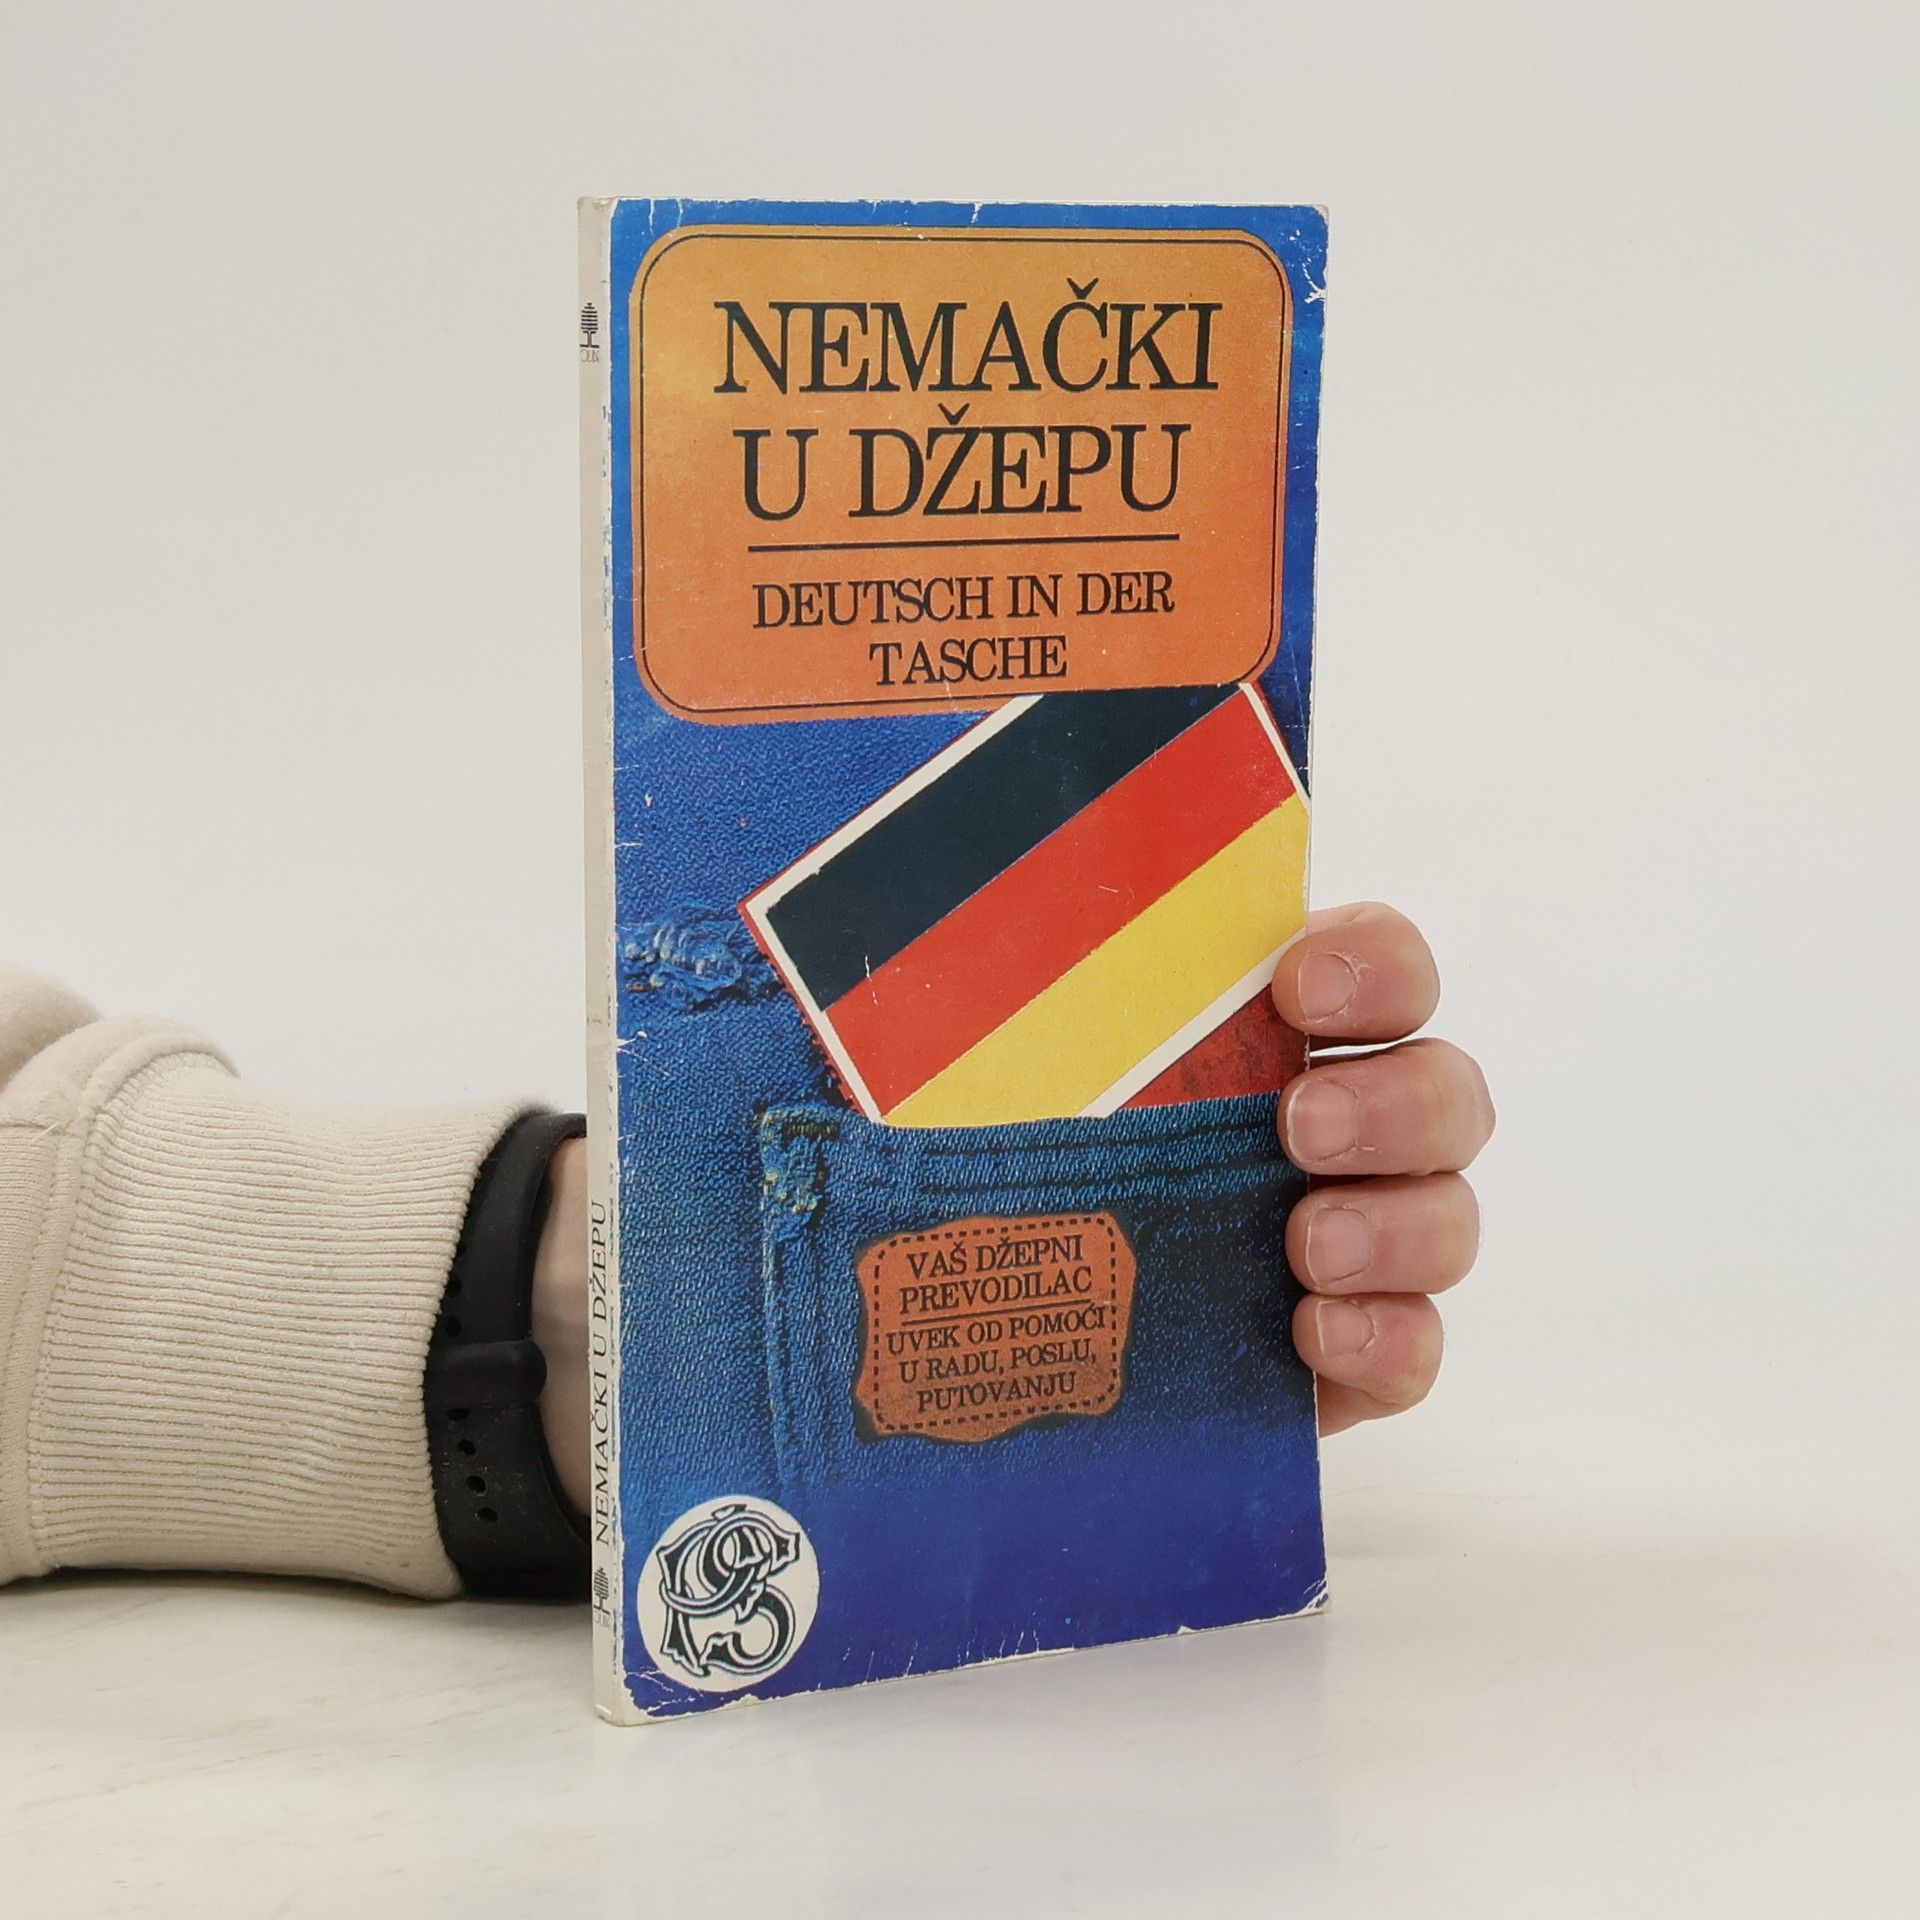 NEMAČKI
U DŽEPU
DEUTSCH IN DER
TASCHE
VAŠ DŽEPNI
PREVODILAC
UVEK OD POMOĆI
U RADU, POSLU,
PUTOVANJU
NEMAČKI U DŽEPU